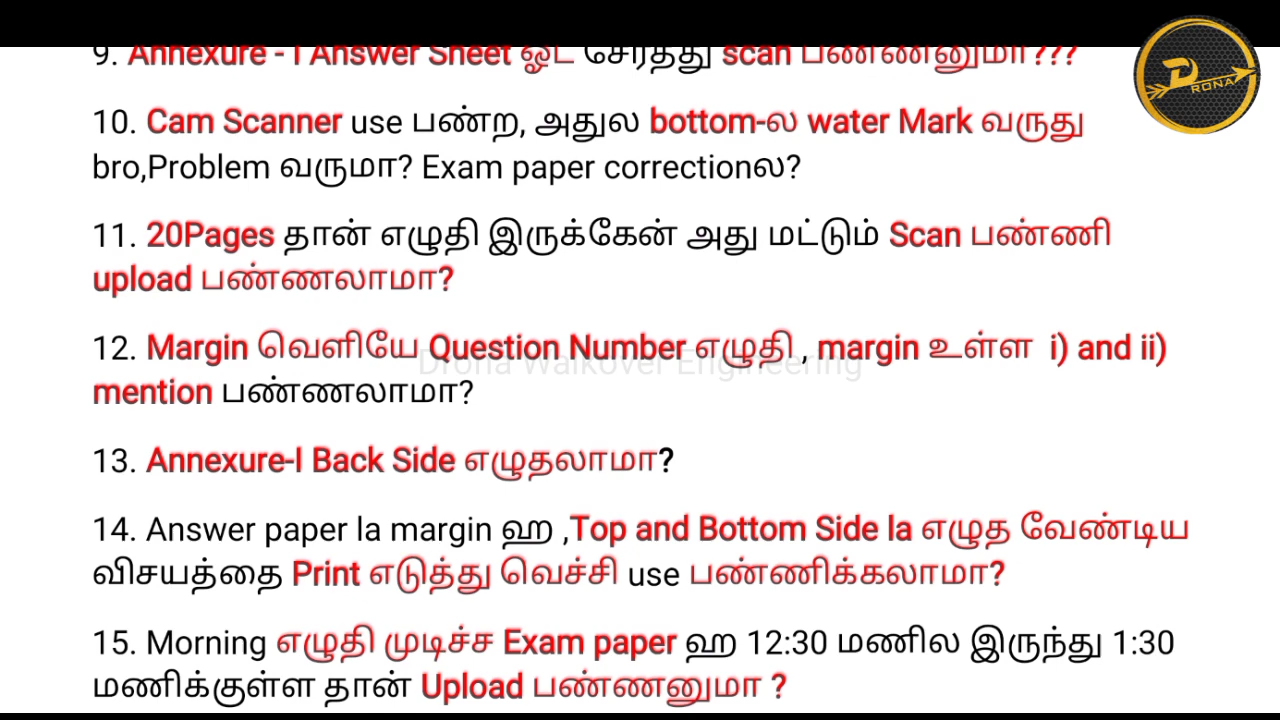 9. Annexure - I Answer Sheet ஓட சேர்த்து scan பண்ணனுமா???
D
RONA
10. Cam Scanner use பண்ற, அதுல bottom-ல water Mark வருது
bro,Problem வருமா? Exam paper correctionல?
11. 20Pages தான் எழுதி இருக்கேன் அது மட்டும் Scan பண்ணி
upload பண்ணலாமா?
12. Margin வெளியே Question Number எழுதி , margin உள்ள i) and ii)
Drona Walkover Engineering
mention பண்ணலாமா?
13. Annexure-I Back Side எழுதலாமா?
14. Answer paper la margin ஹ ,Top and Bottom Side la எழுத வேண்டிய
விசயத்தை Print எடுத்து வெச்சி use பண்ணிக்கலாமா?
15. Morning எழுதி முடிச்ச Exam paper ஹ 12:30 மணில இருந்து 1:30
மணிக்குள்ள தான் Upload பண்ணனுமா ?